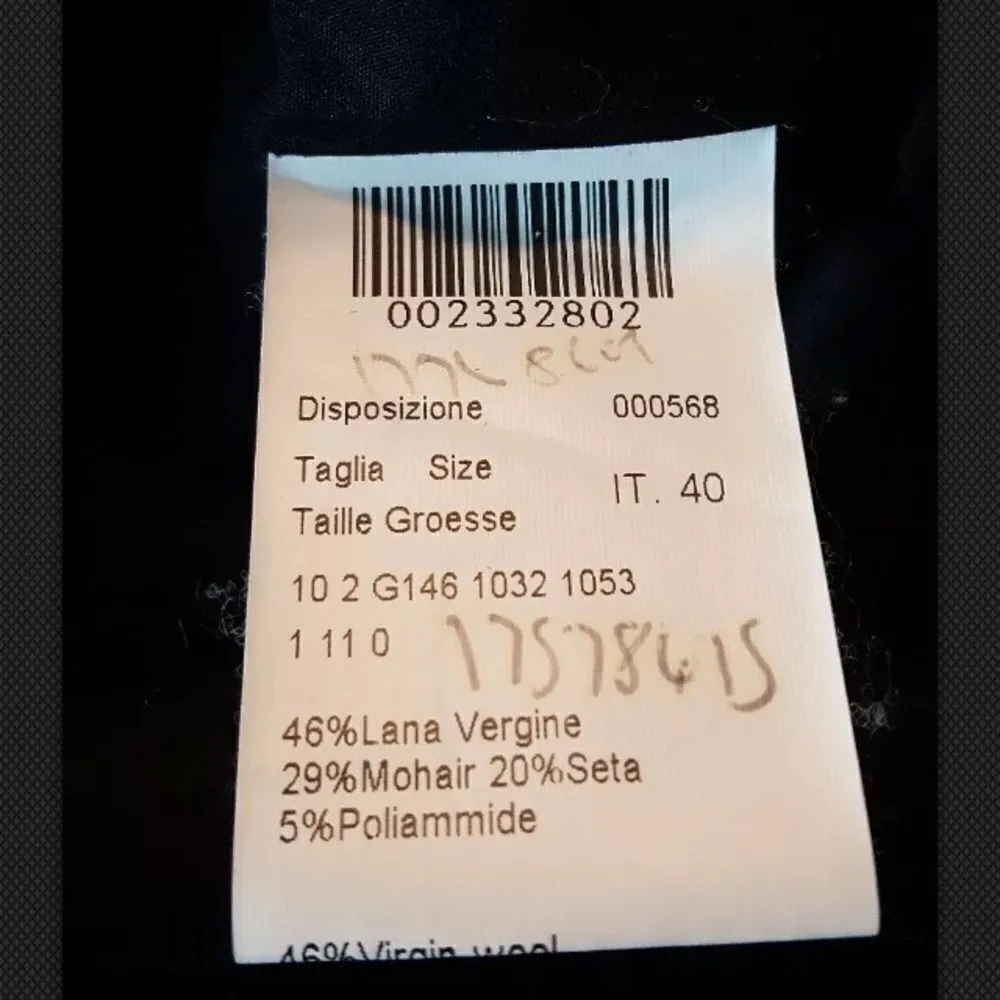 002332802
Disposizione 000568
Taglia Size
IT. 40
Taille Groesse
10 2 G146 1032 1053
1 11 0
46%Lana Vergine
29%Mohair 20%Seta
5%Poliammide
46%Virgin wool